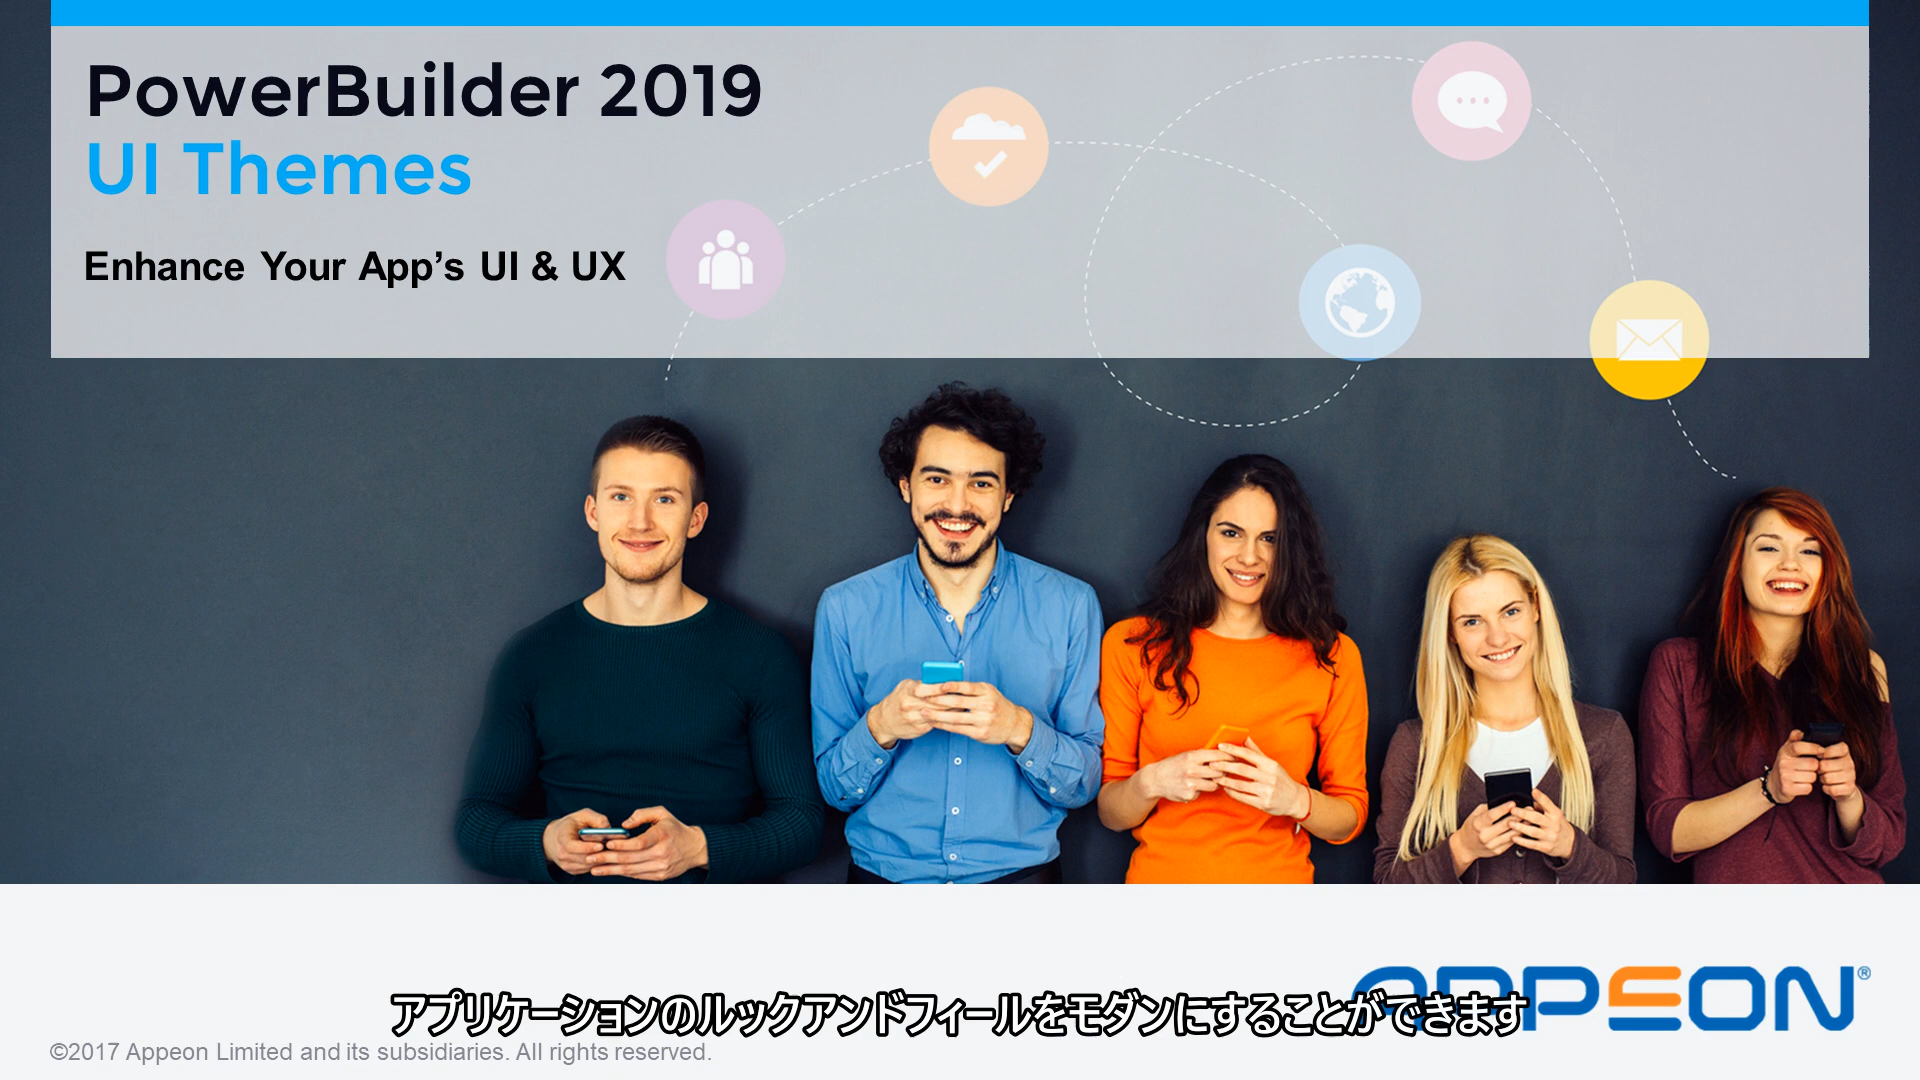 PowerBuilder 2019
UI Themes
Enhance Your App’s UI & UX
APPEON®
アプリケーションのルックアンドフィールをモダンにすることができます
©2017 Appeon Limited and its subsidiaries. All rights reserved.